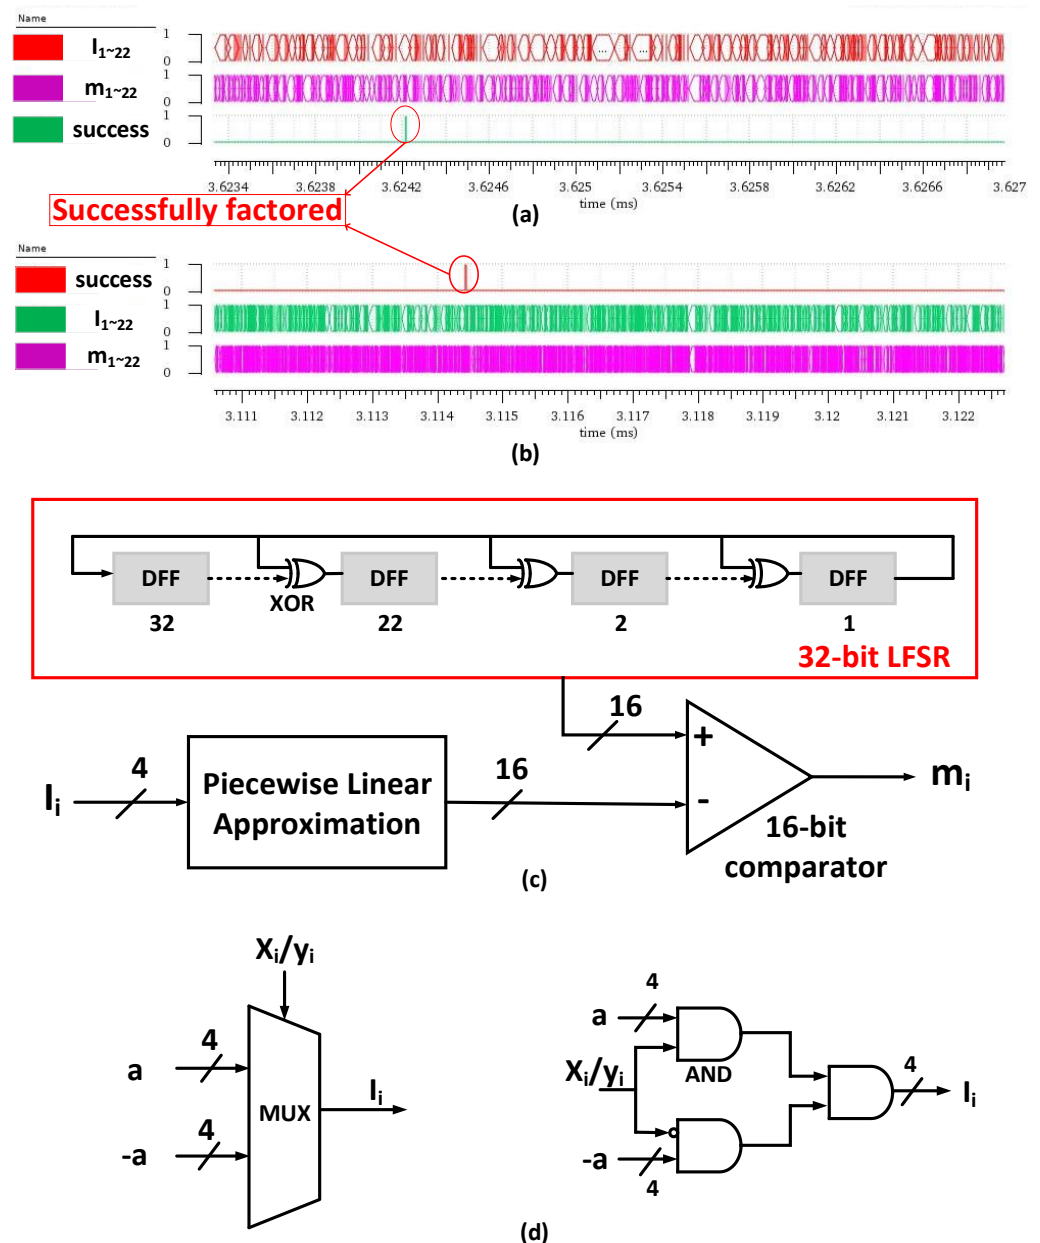 Name
I1~22
1
0
m1~22
1
0
success
1
0
3.6234 3.6238 3.6242 3.6246 3.625 3.6254 3.6258 3.6262 3.6266 3.627
time (ms)
Successfully factored
(a)
Name
success
1
0
I1~22
1
0
m1~22
1
0
3.111 3.112 3.113 3.114 3.115 3.116 3.117 3.118 3.119 3.12 3.121 3.122
time (ms)
(b)
DFF DFF DFF DFF
XOR
32 22 2 1
32-bit LFSR
16
+
4
16
Ii
Piecewise Linear
Approximation
-
mi
16-bit
comparator
(c)
Xi/yi
4
a
4
MUX
Ii
4
-a
4
a
Xi/yi
AND
4
Ii
-a
4
(d)